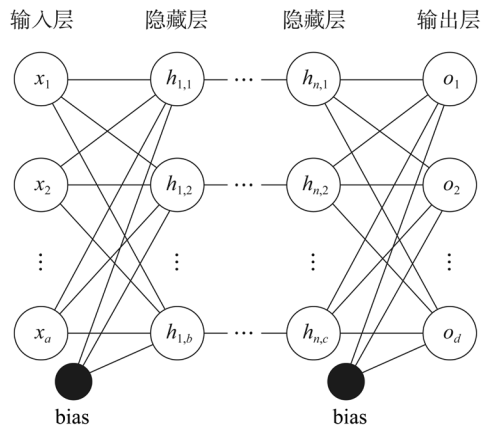 输入层 隐藏层 隐藏层 输出层
x1 h1,1 ··· hn,1 o1
x2 h1,2 ··· hn,2 o2
⋮ ⋮ ⋮ ⋮
xa h1,b ··· hn,c od
bias bias